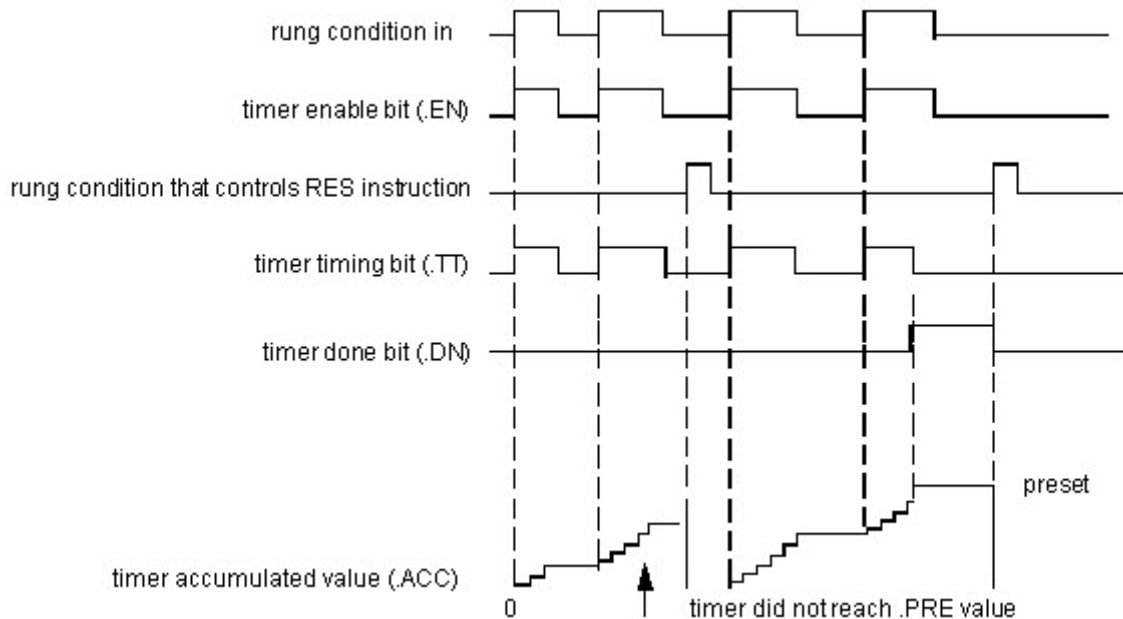 rung condition in
timer enable bit (.EN)
rung condition that controls RES instruction
timer timing bit (.TT)
timer done bit (.DN)
preset
timer accumulated value (.ACC)
0
timer did not reach .PRE value